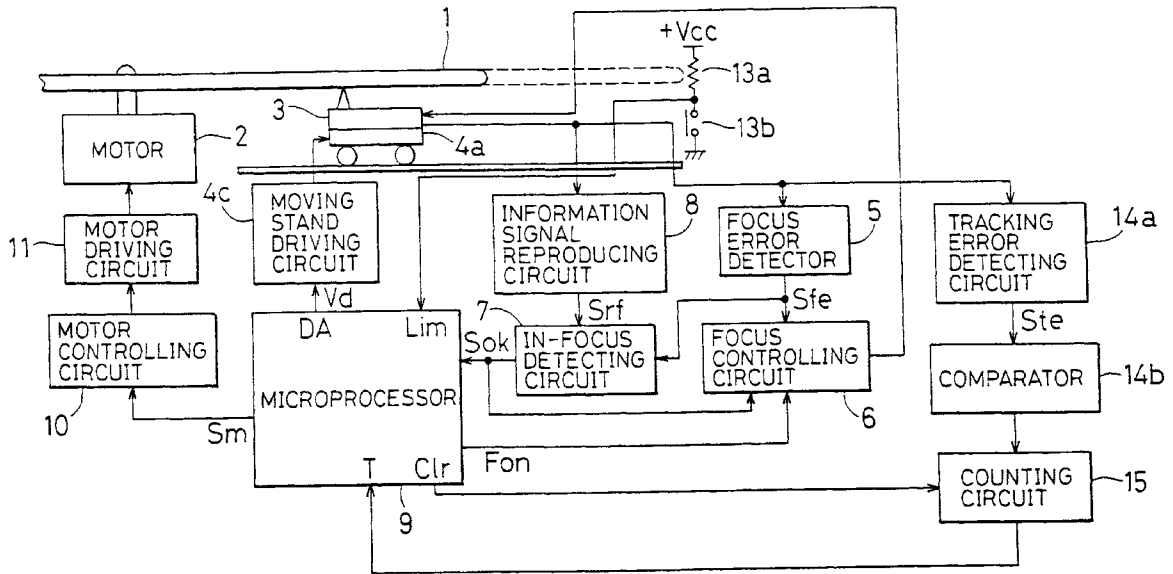 1
+Vcc
13a
3
13b
2
4a
MOTOR
4c
MOVING
STAND
DRIVING
CIRCUIT
INFORMATION
SIGNAL
REPRODUCING
CIRCUIT
8
FOCUS
ERROR
DETECTOR
5
TRACKING
ERROR
DETECTING
CIRCUIT
14a
11
MOTOR
DRIVING
CIRCUIT
Vd
Srf
Sfe
Ste
MOTOR
CONTROLLING
CIRCUIT
10
DA
Lim
Sok
7
IN-FOCUS
DETECTING
CIRCUIT
FOCUS
CONTROLLING
CIRCUIT
6
COMPARATOR
14b
MICROPROCESSOR
Sm
Fon
T
Clr
9
COUNTING
CIRCUIT
15